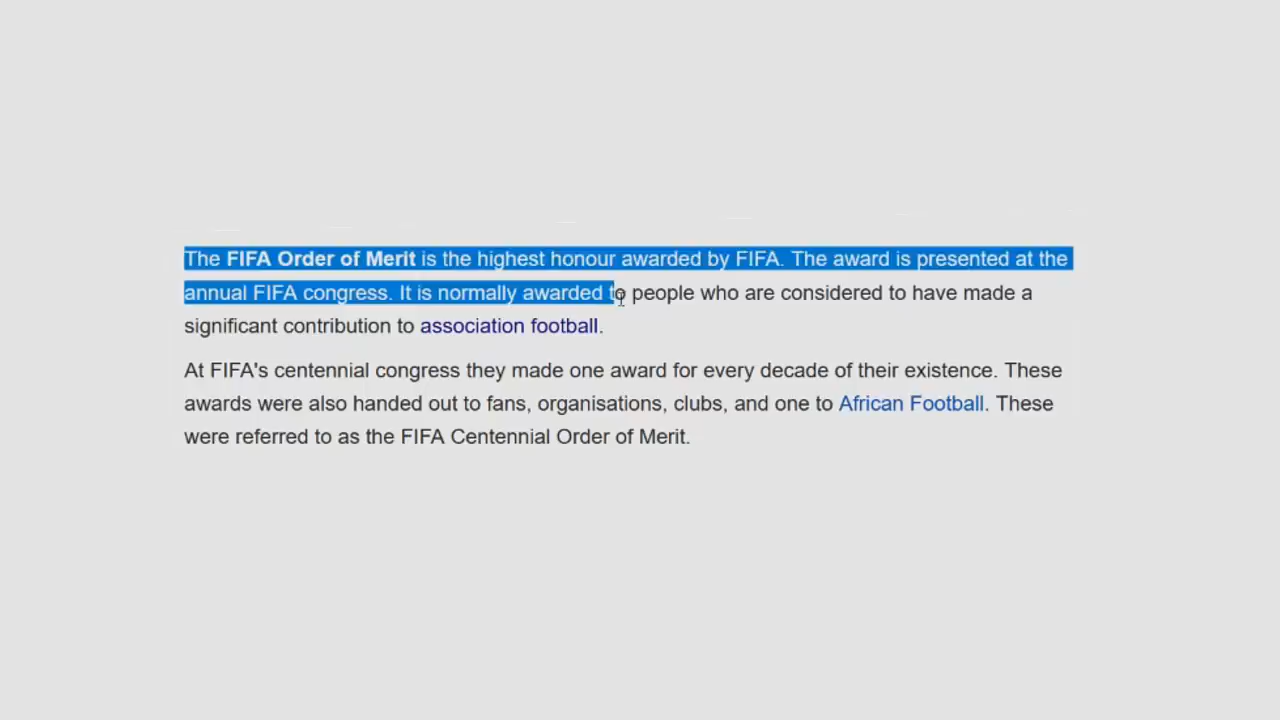 The FIFA Order of Merit is the highest honour awarded by FIFA. The award is presented at the
annual FIFA congress. It is normally awarded to people who are considered to have made a
significant contribution to association football.
At FIFA's centennial congress they made one award for every decade of their existence. These
awards were also handed out to fans, organisations, clubs, and one to African Football. These
were referred to as the FIFA Centennial Order of Merit.